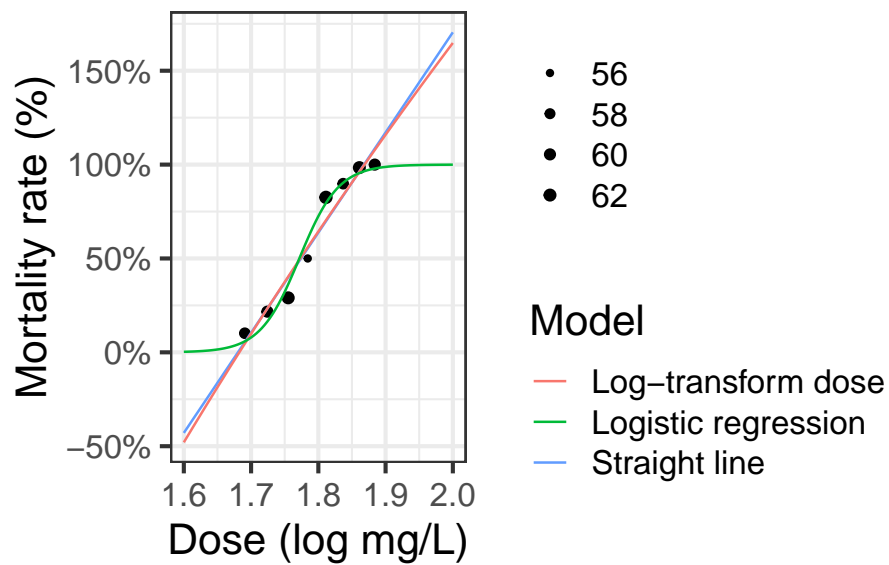 Mortality rate (%)
150%
100%
50%
0%
−50%
1.6 1.7 1.8 1.9 2.0
Dose (log mg/L)
56
58
60
62
Model
Log−transform dose
Logistic regression
Straight line